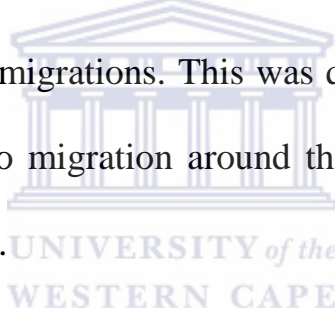 migrations. This was
o migration around th
.
UNIVERSITY of the
WESTERN CAPE